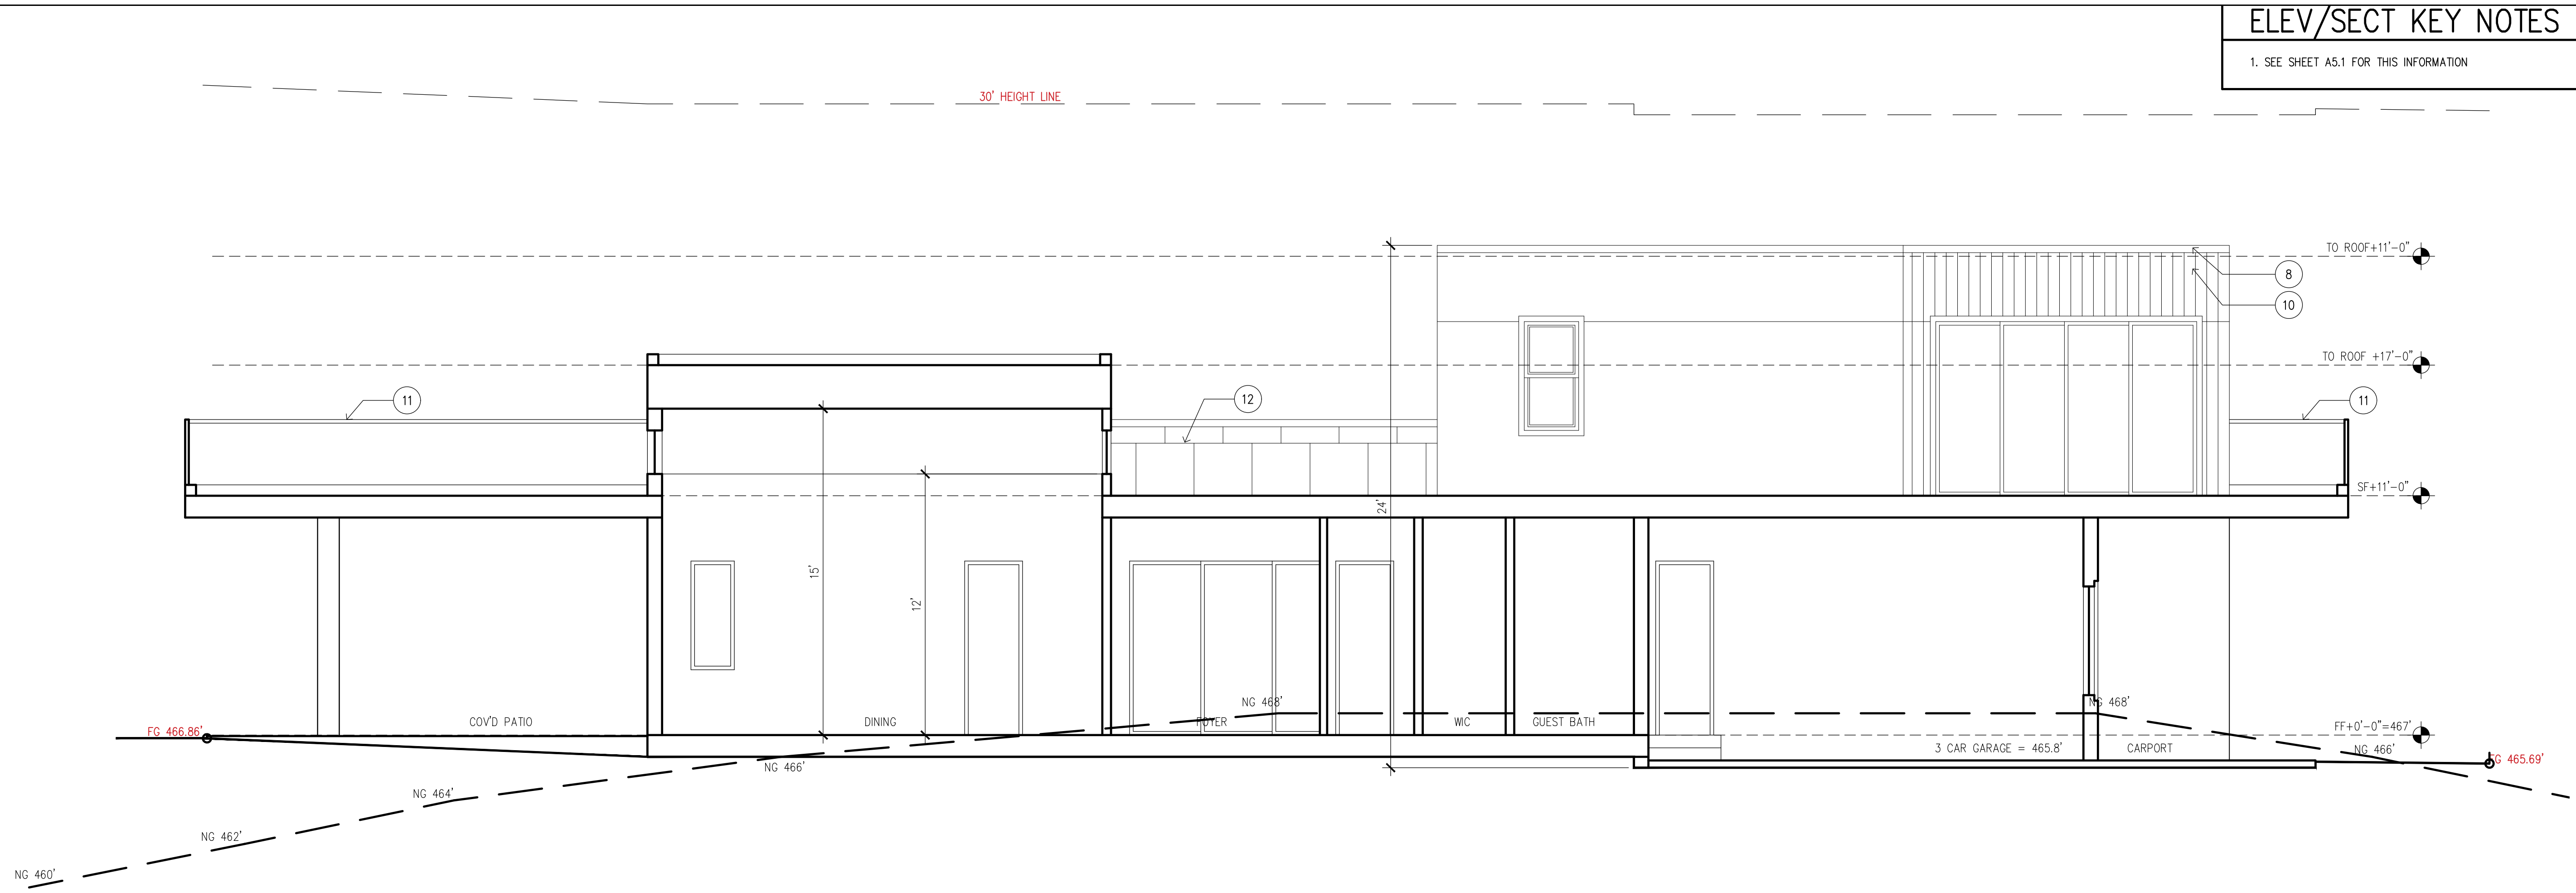 ELEV/SECT KEY NOTES
1. SEE SHEET A5.1 FOR THIS INFORMATION
30' HEIGHT LINE
TO ROOF+11'-0"
8
10
TO ROOF +17'-0"
11
12
11
SF+11'-0"
24'
15'
12'
NG 468'
NG 468'
COV'D PATIO
DINING
FOYER
WIC
GUEST BATH
FG 466.86'
FF+0'-0"=467'
3 CAR GARAGE = 465.8'
CARPORT
NG 466'
FG 465.69'
NG 466'
NG 464'
NG 462'
NG 460'